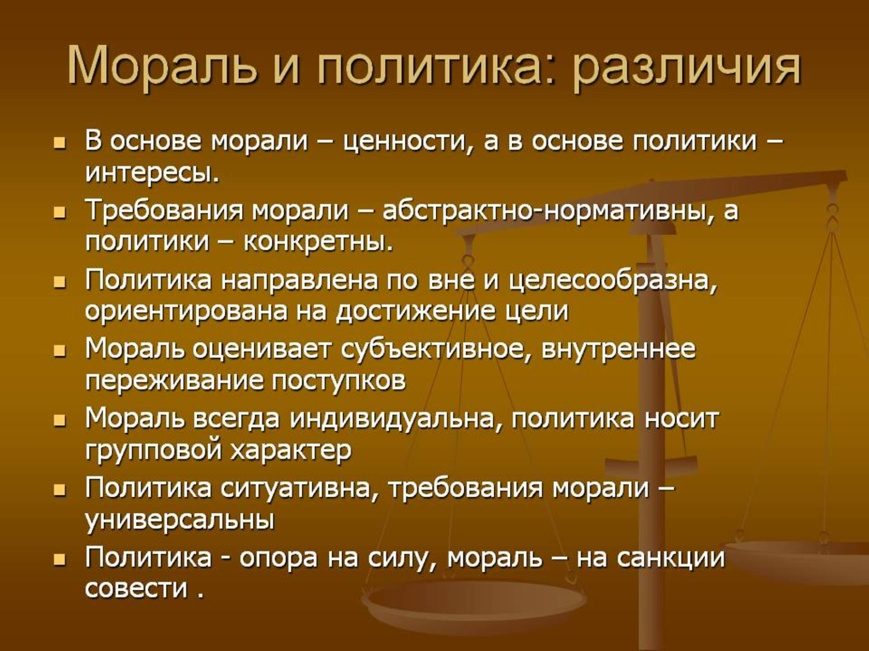 Мораль и политика: различия
В основе морали – ценности, а в основе политики –
интересы.
Требования морали – абстрактно-нормативны, а
политики – конкретны.
Политика направлена по вне и целесообразна,
ориентирована на достижение цели
Мораль оценивает субъективное, внутреннее
переживание поступков
Мораль всегда индивидуальна, политика носит
групповой характер
Политика ситуативна, требования морали –
универсальны
Политика - опора на силу, мораль – на санкции
совести .